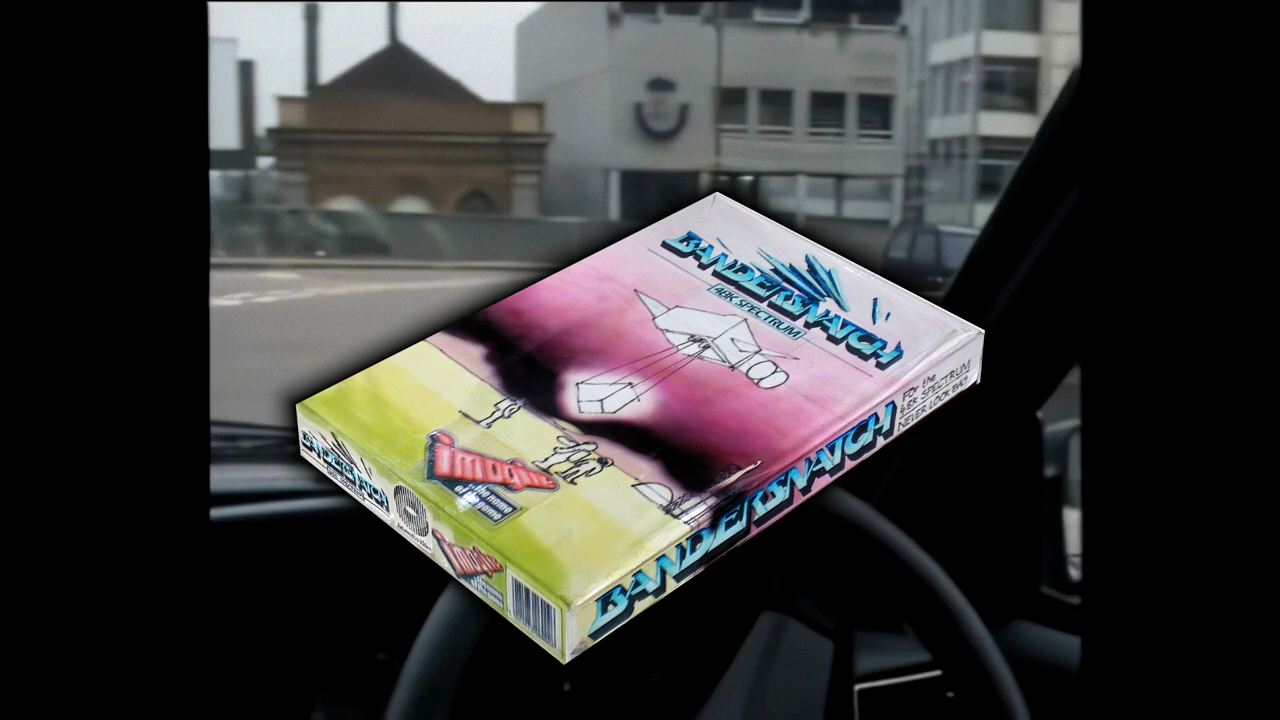 BANDERSNATCH
48K SPECTRUM
imagine
the name
of the game
BANDERSNATCH
FOR the
48K SPECTRUM
NEVER LOOK BACK
BANDERSNATCH
imagine